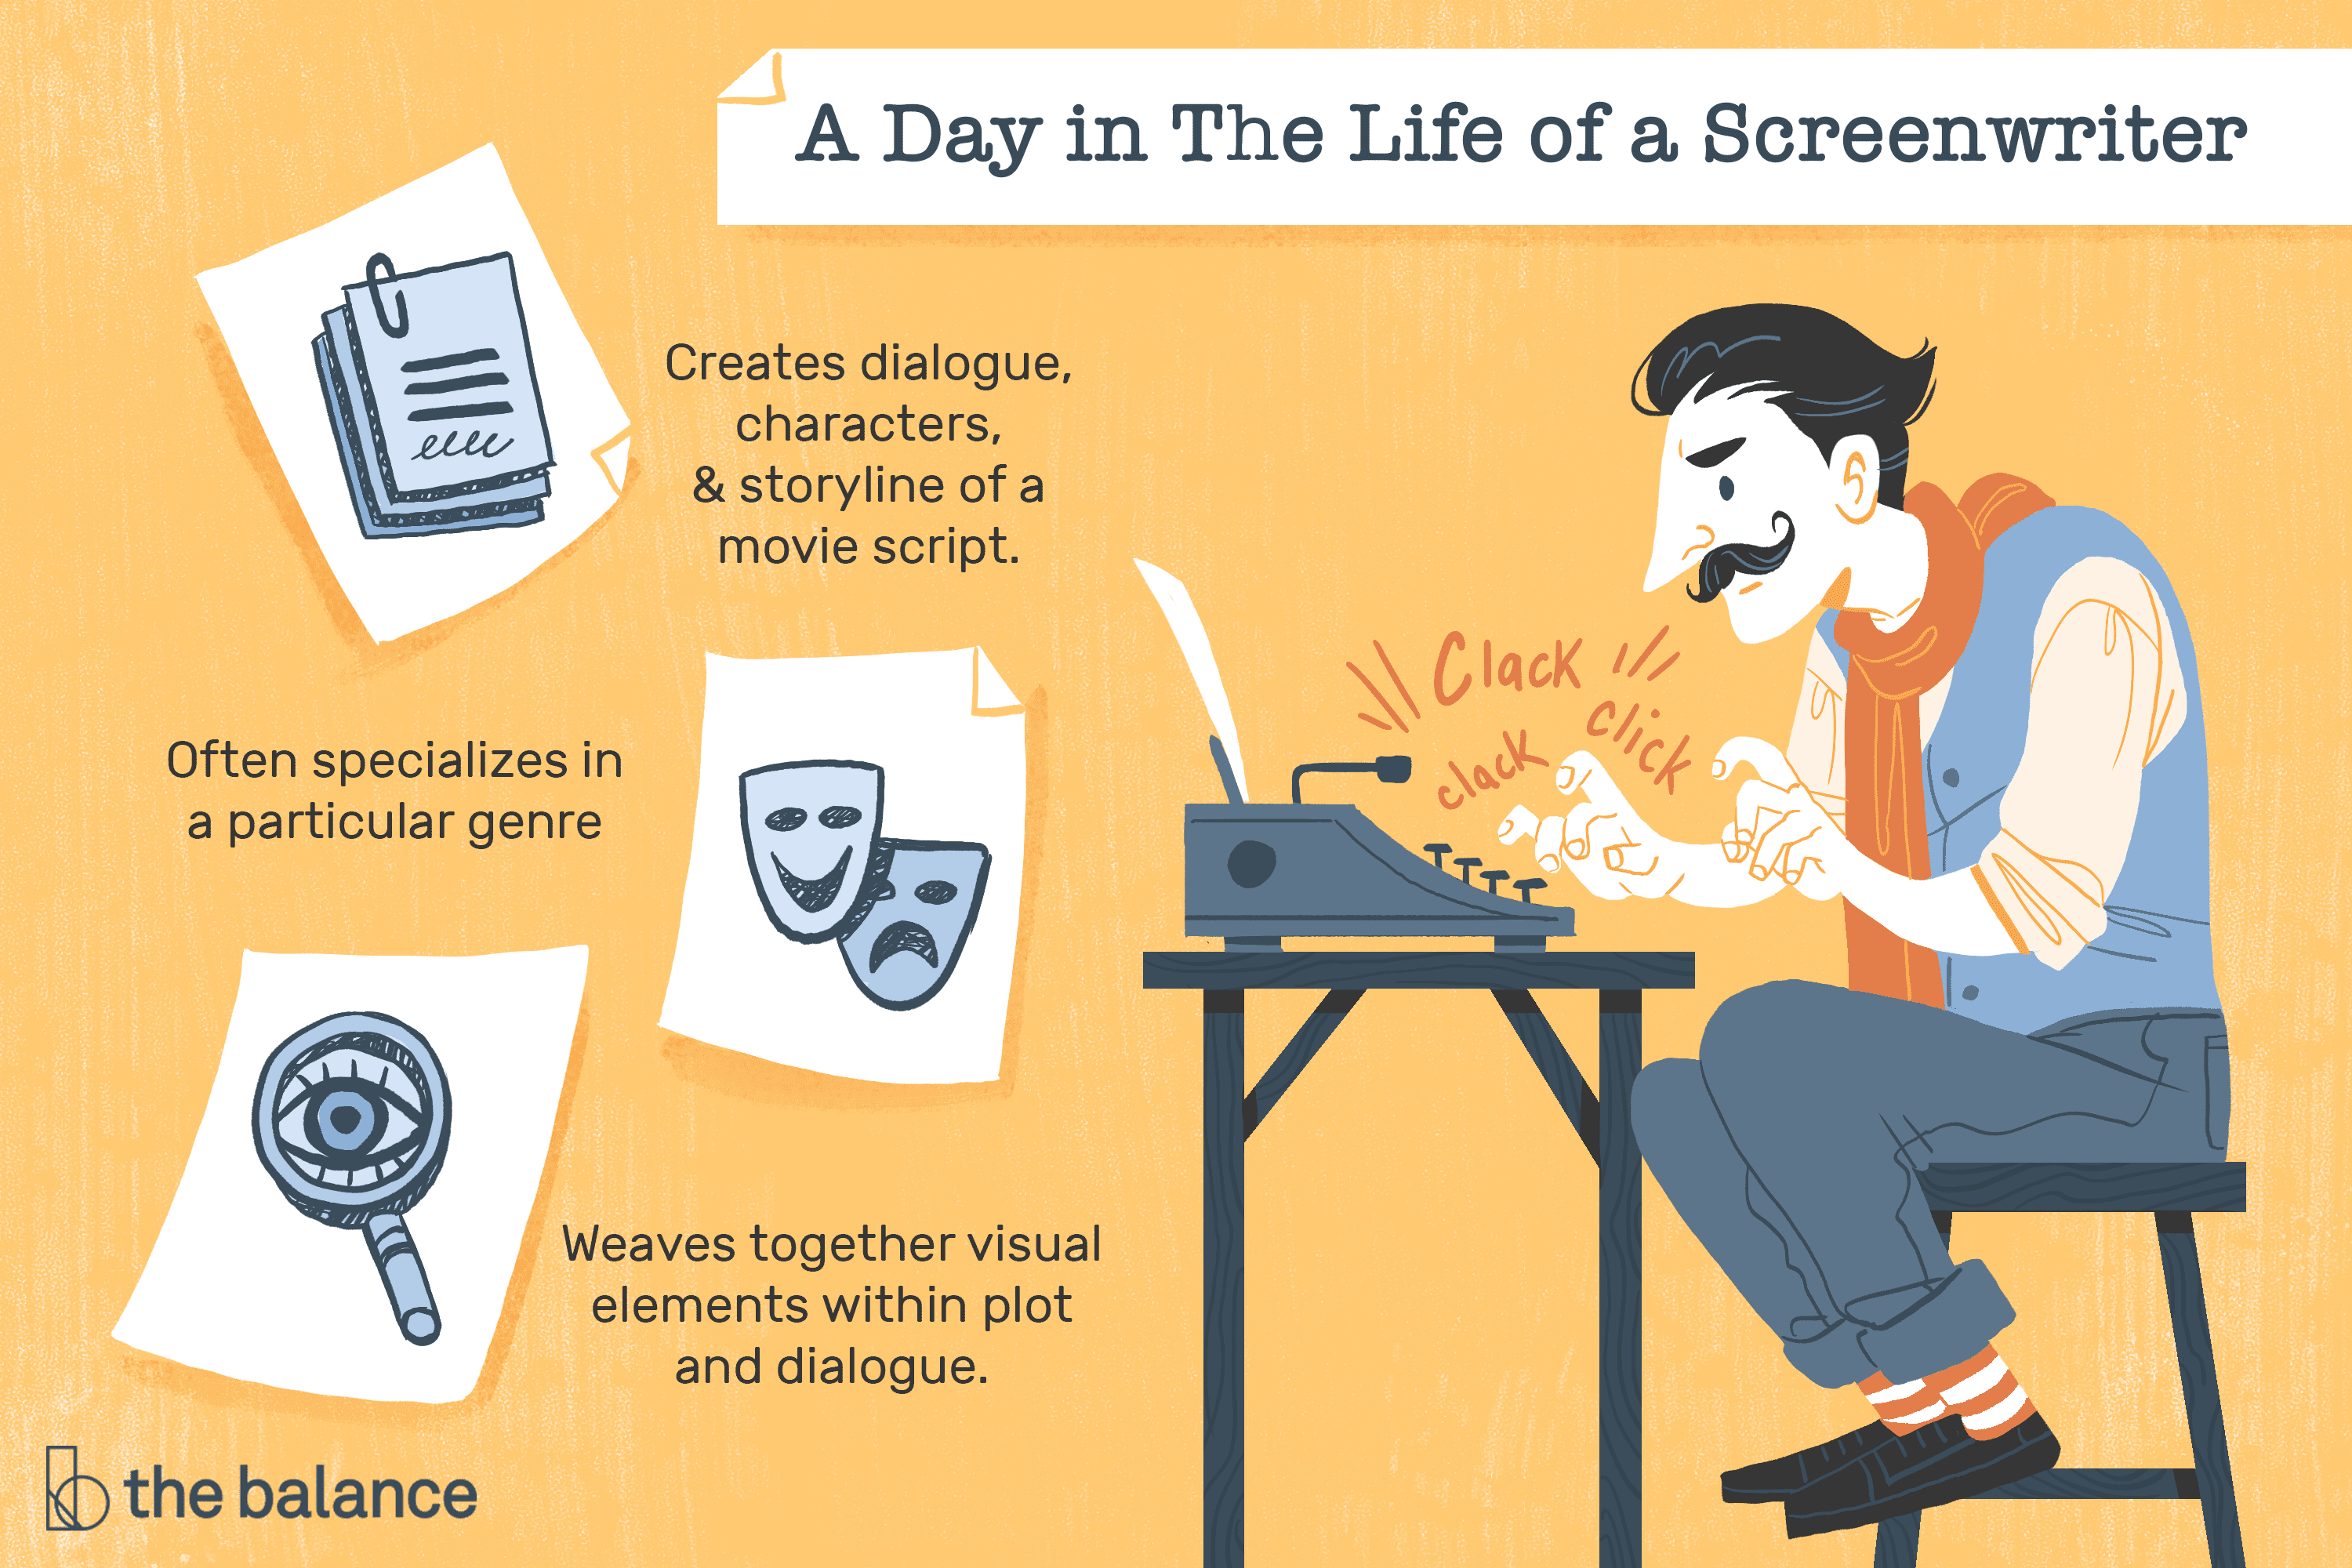 A Day in The Life of a Screenwriter
Creates dialogue,
characters,
& storyline of a
movie script.
Often specializes in
a particular genre
Weaves together visual
elements within plot
and dialogue.
Clack
clack
click
the balance